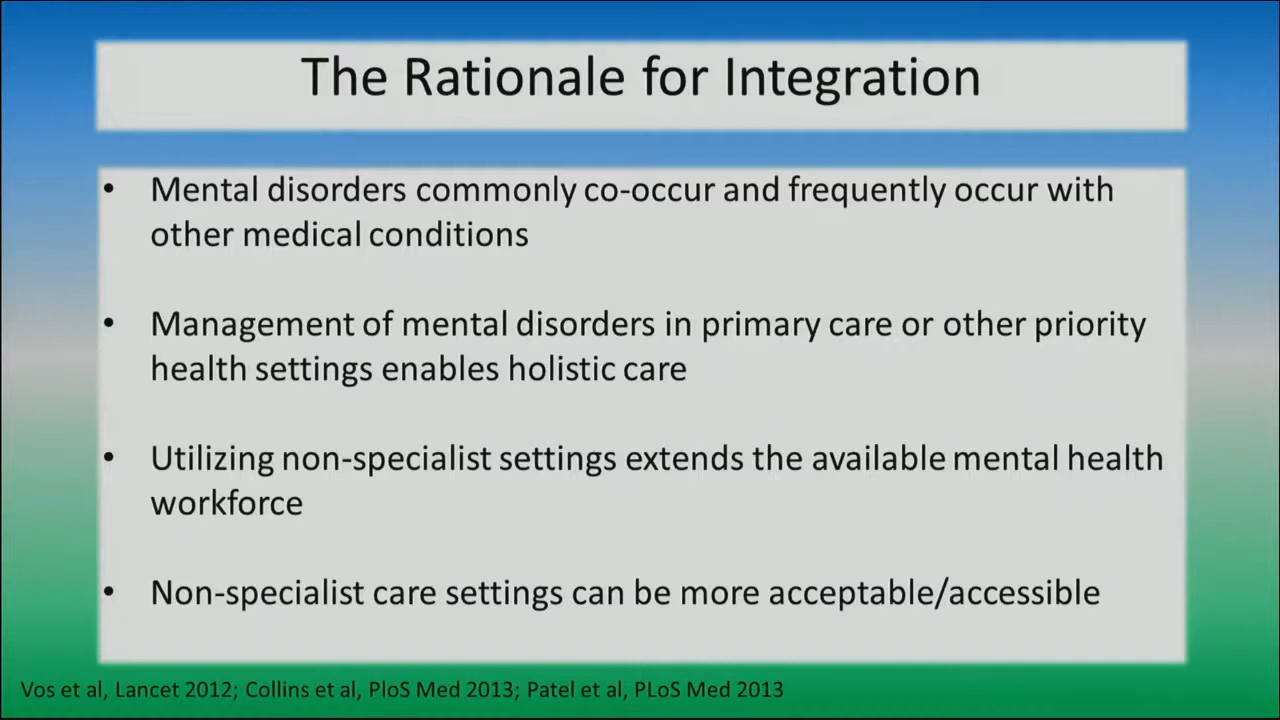 The Rationale for Integration
• Mental disorders commonly co-occur and frequently occur with
other medical conditions
• Management of mental disorders in primary care or other priority
health settings enables holistic care
• Utilizing non-specialist settings extends the available mental health
workforce
• Non-specialist care settings can be more acceptable/accessible
Vos et al, Lancet 2012; Collins et al, PloS Med 2013; Patel et al, PLoS Med 2013